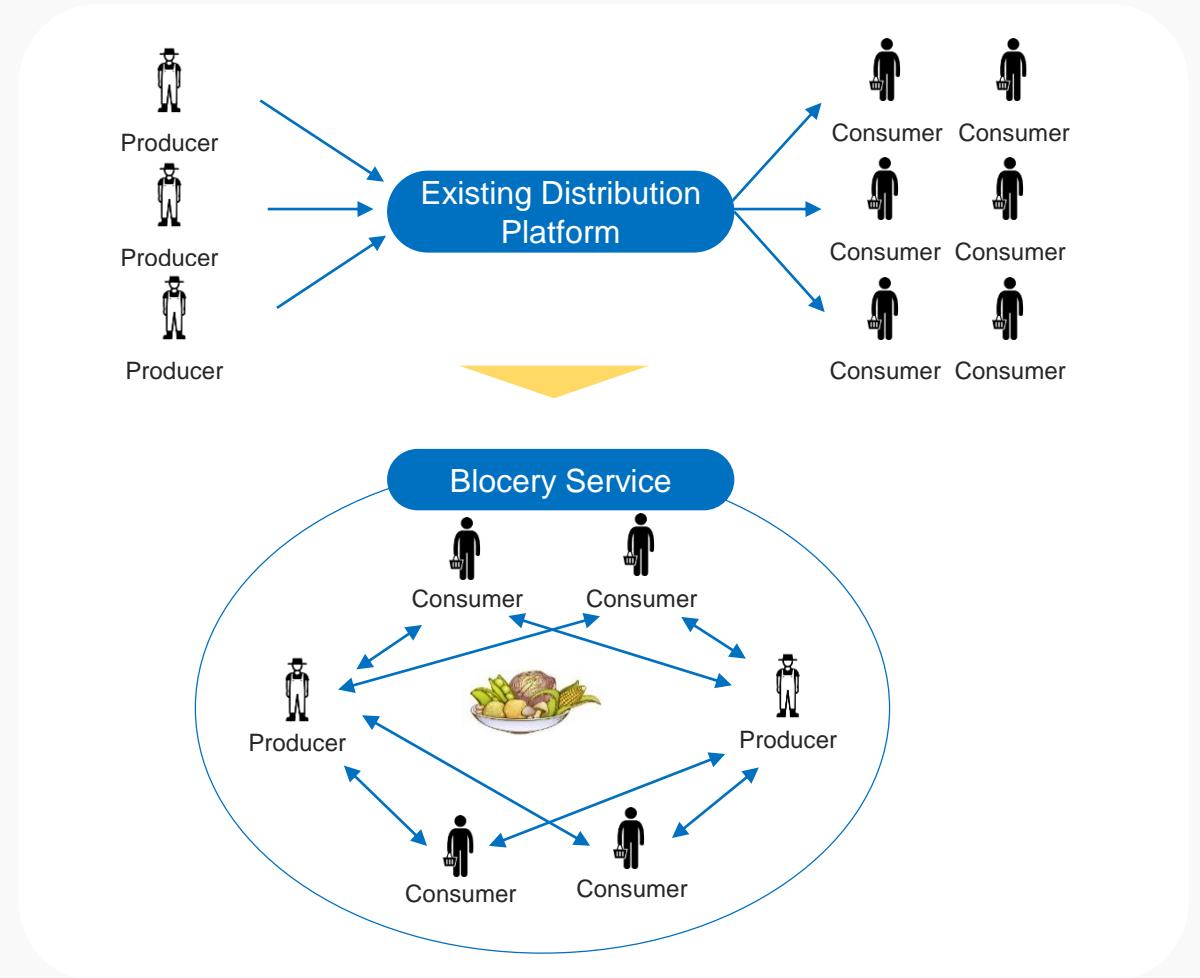 Producer
Consumer Consumer
Existing Distribution
Platform
Producer
Consumer Consumer
Producer
Consumer Consumer
Blocery Service
Consumer Consumer
Producer
Producer
Consumer
Consumer